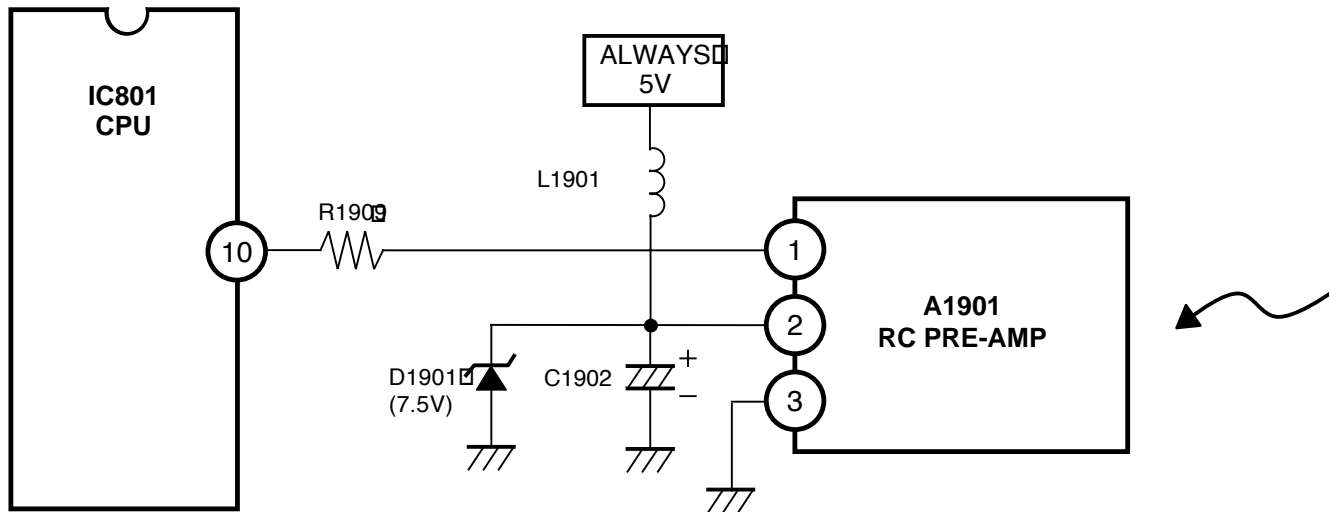 IC801
CPU
ALWAYS
5V
L1901
R1909
10
1
2
3
A1901
RC PRE-AMP
D1901
(7.5V)
C1902
+
−